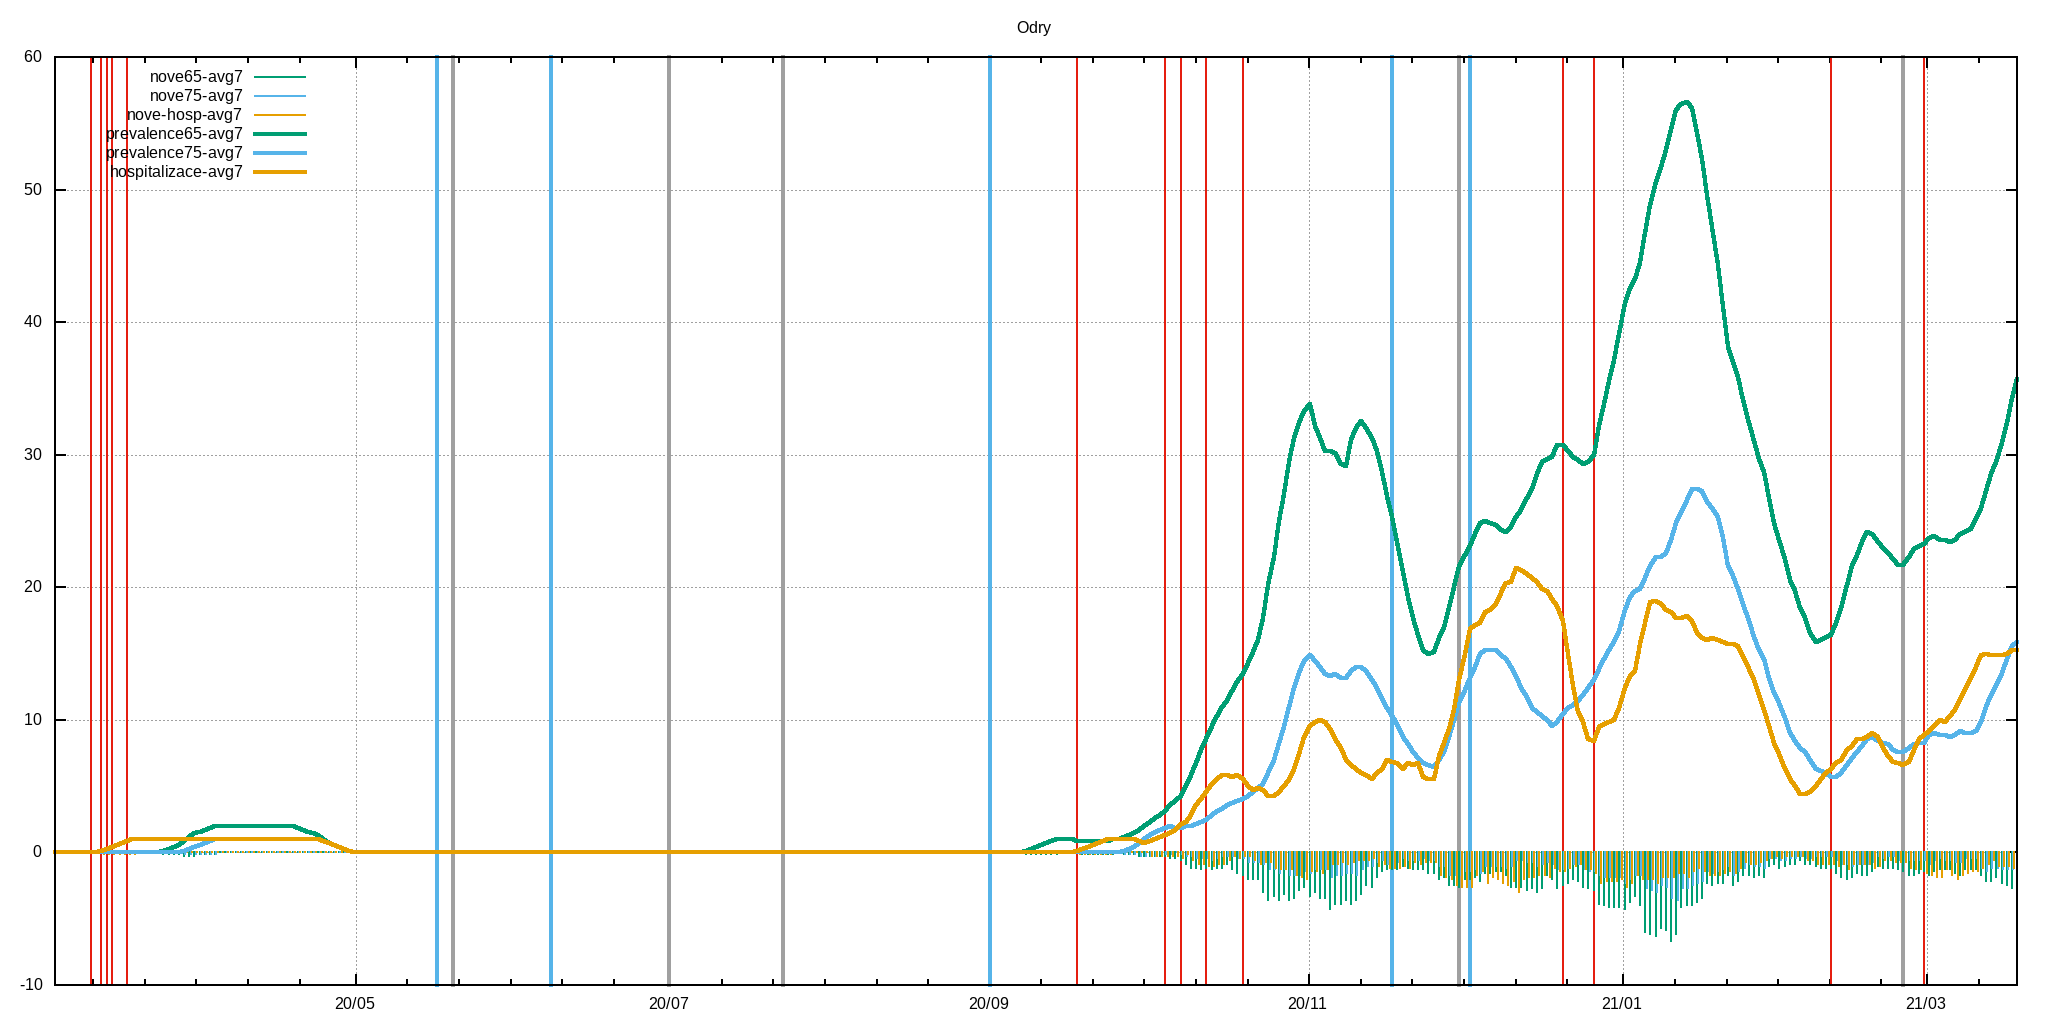 Odry
60
50
40
30
20
10
0
-10
nove65-avg7
nove75-avg7
nove-hosp-avg7
prevalence65-avg7
prevalence75-avg7
hospitalizace-avg7
20/05
20/07
20/09
20/11
21/01
21/03